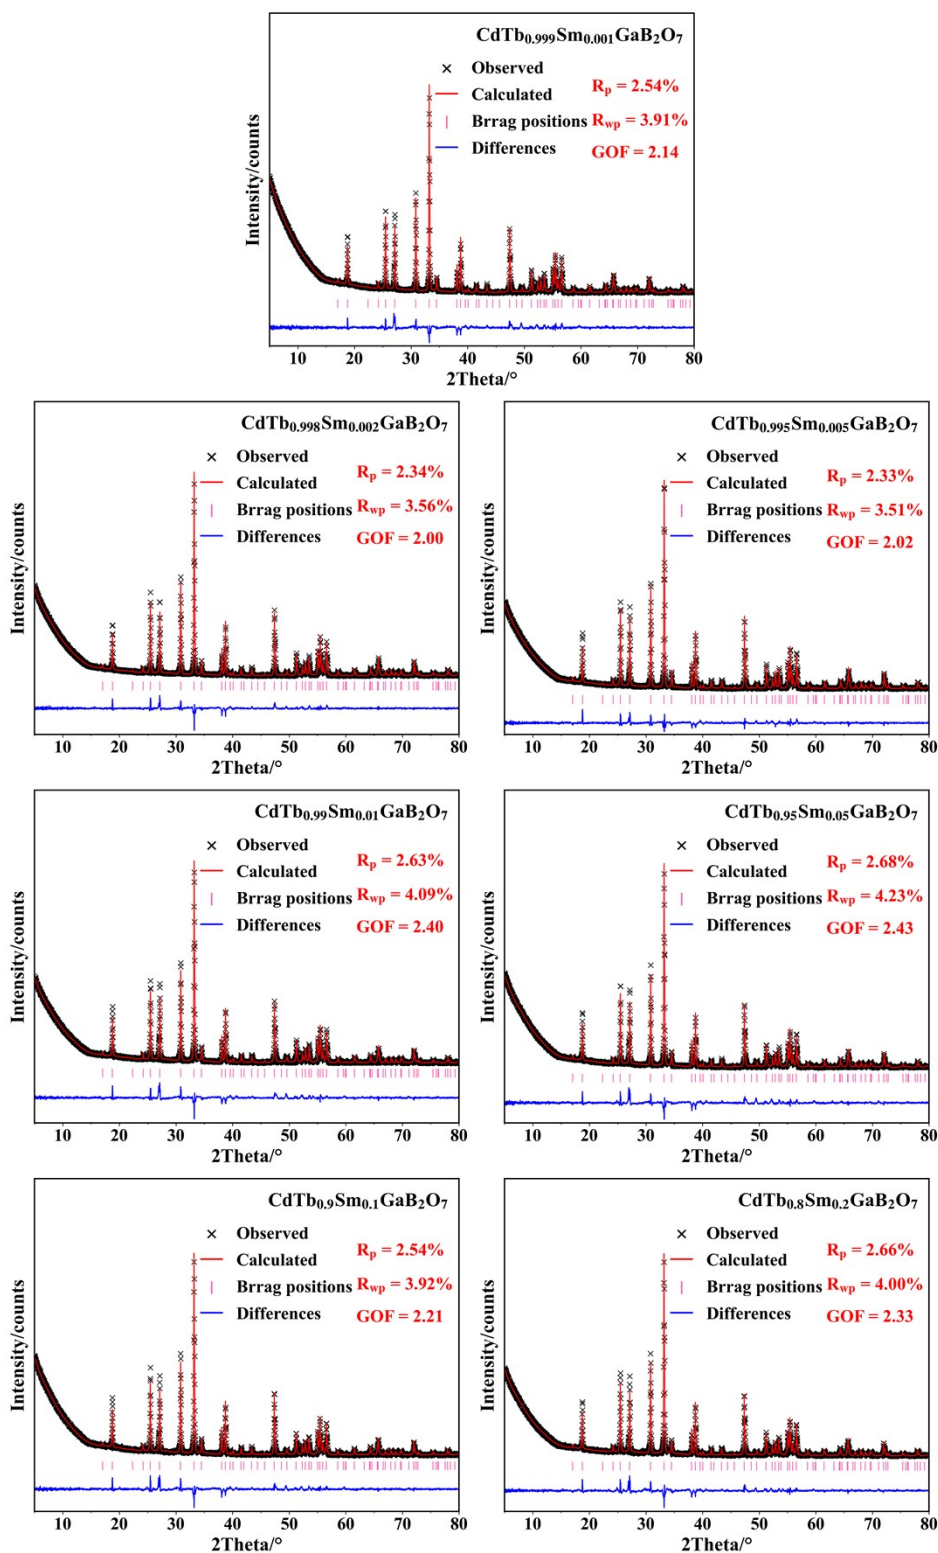 CdTb₀.₉₉₉Sm₀.₀₀₁GaB₂O₇
× Observed
Calculated
Brrag positions
Differences
Rₚ = 2.54%
R_wp = 3.91%
GOF = 2.14
Intensity/counts
10 20 30 40 50 60 70 80
2Theta/°
CdTb₀.₉₉₈Sm₀.₀₀₂GaB₂O₇
× Observed
Calculated
Brrag positions
Differences
Rₚ = 2.34%
R_wp = 3.56%
GOF = 2.00
Intensity/counts
10 20 30 40 50 60 70 80
2Theta/°
CdTb₀.₉₉₅Sm₀.₀₀₅GaB₂O₇
× Observed
Calculated
Brrag positions
Differences
Rₚ = 2.33%
R_wp = 3.51%
GOF = 2.02
Intensity/counts
10 20 30 40 50 60 70 80
2Theta/°
CdTb₀.₉₉Sm₀.₀₁GaB₂O₇
× Observed
Calculated
Brrag positions
Differences
Rₚ = 2.63%
R_wp = 4.09%
GOF = 2.40
Intensity/counts
10 20 30 40 50 60 70 80
2Theta/°
CdTb₀.₉₅Sm₀.₀₅GaB₂O₇
× Observed
Calculated
Brrag positions
Differences
Rₚ = 2.68%
R_wp = 4.23%
GOF = 2.43
Intensity/counts
10 20 30 40 50 60 70 80
2Theta/°
CdTb₀.₉Sm₀.₁GaB₂O₇
× Observed
Calculated
Brrag positions
Differences
Rₚ = 2.54%
R_wp = 3.92%
GOF = 2.21
Intensity/counts
10 20 30 40 50 60 70 80
2Theta/°
CdTb₀.₈Sm₀.₂GaB₂O₇
× Observed
Calculated
Brrag positions
Differences
Rₚ = 2.66%
R_wp = 4.00%
GOF = 2.33
Intensity/counts
10 20 30 40 50 60 70 80
2Theta/°